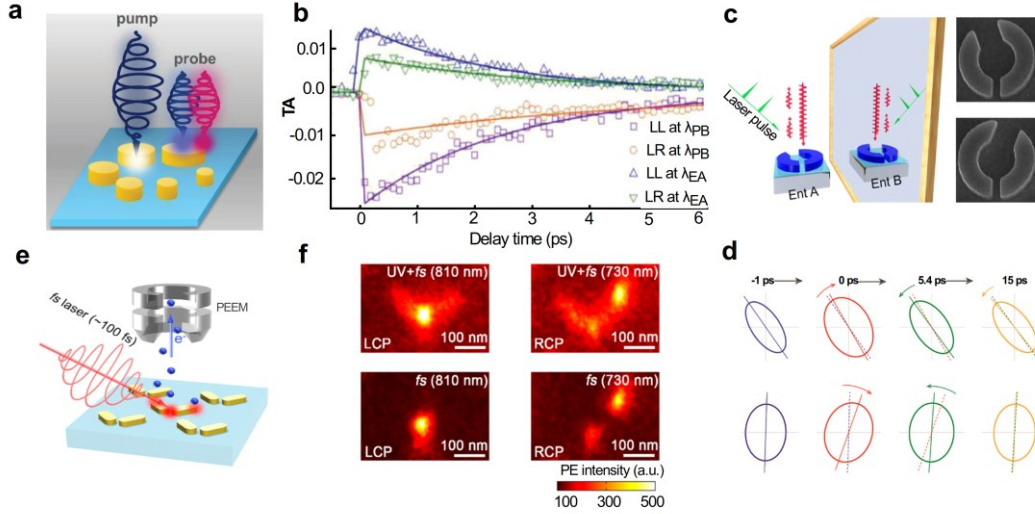 a
pump
probe
b
TA
0.01
0.0
-0.01
-0.02
0
1
2
3
4
5
6
Delay time (ps)
LL at λPB
LR at λPB
LL at λEA
LR at λEA
c
Laser pulse
Ent A
Ent B
d
-1 ps
0 ps
5.4 ps
15 ps
e
fs laser (~100 fs)
PEEM
e-
f
UV+fs (810 nm)
LCP
100 nm
UV+fs (730 nm)
RCP
100 nm
fs (810 nm)
LCP
100 nm
fs (730 nm)
RCP
100 nm
PE intensity (a.u.)
100 300 500